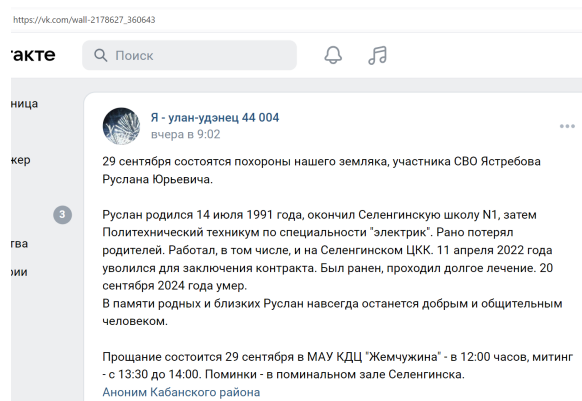 https://vk.com/wall-2178627_360643
такте
Поиск
ница
Я - улан-удэнец 44 004
вчера в 9:02
жер
29 сентября состоятся похороны нашего земляка, участника СВО Ястребова
Руслана Юрьевича.
3
Руслан родился 14 июля 1991 года, окончил Селенгинскую школу N1, затем
Политехнический техникум по специальности "электрик". Рано потерял
тва
родителей. Работал, в том числе, и на Селенгинском ЦКК. 11 апреля 2022 года
рии
уволился для заключения контракта. Был ранен, проходил долгое лечение. 20
сентября 2024 года умер.
В памяти родных и близких Руслан навсегда останется добрым и общительным
человеком.
Прощание состоится 29 сентября в МАУ КДЦ "Жемчужина" - в 12:00 часов, митинг
- с 13:30 до 14:00. Поминки - в поминальном зале Селенгинска.
Аноним Кабанского района